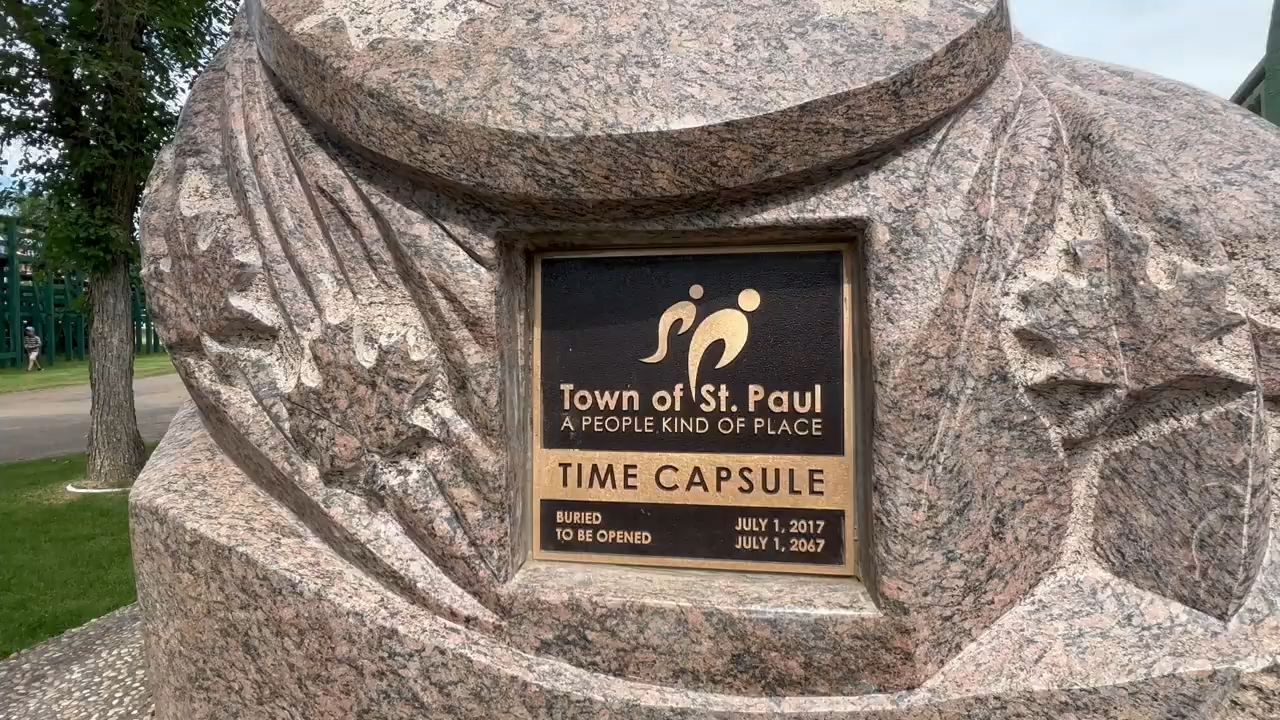 Town of St. Paul
A PEOPLE KIND OF PLACE
TIME CAPSULE
BURIED JULY 1, 2017
TO BE OPENED JULY 1, 2067